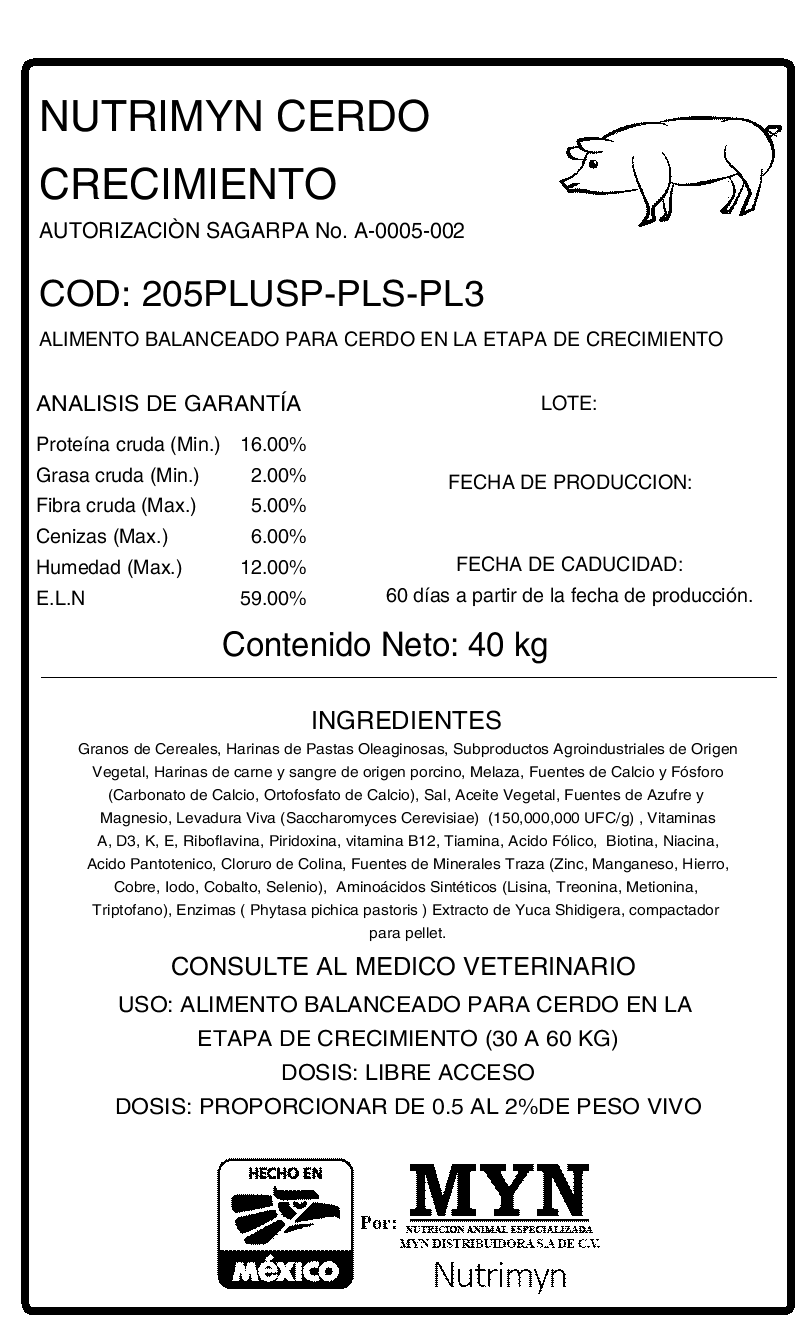 NUTRIMYN CERDO
CRECIMIENTO
AUTORIZACIÒN SAGARPA No. A-0005-002
COD: 205PLUSP-PLS-PL3
ALIMENTO BALANCEADO PARA CERDO EN LA ETAPA DE CRECIMIENTO
ANALISIS DE GARANTÍA
Proteína cruda (Min.) 16.00%
Grasa cruda (Min.) 2.00%
Fibra cruda (Max.) 5.00%
Cenizas (Max.) 6.00%
Humedad (Max.) 12.00%
E.L.N 59.00%
LOTE:
FECHA DE PRODUCCION:
FECHA DE CADUCIDAD:
60 días a partir de la fecha de producción.
Contenido Neto: 40 kg
INGREDIENTES
Granos de Cereales, Harinas de Pastas Oleaginosas, Subproductos Agroindustriales de Origen
Vegetal, Harinas de carne y sangre de origen porcino, Melaza, Fuentes de Calcio y Fósforo
(Carbonato de Calcio, Ortofosfato de Calcio), Sal, Aceite Vegetal, Fuentes de Azufre y
Magnesio, Levadura Viva (Saccharomyces Cerevisiae) (150,000,000 UFC/g) , Vitaminas
A, D3, K, E, Riboflavina, Piridoxina, vitamina B12, Tiamina, Acido Fólico, Biotina, Niacina,
Acido Pantotenico, Cloruro de Colina, Fuentes de Minerales Traza (Zinc, Manganeso, Hierro,
Cobre, Iodo, Cobalto, Selenio), Aminoácidos Sintéticos (Lisina, Treonina, Metionina,
Triptofano), Enzimas ( Phytasa pichica pastoris ) Extracto de Yuca Shidigera, compactador
para pellet.
CONSULTE AL MEDICO VETERINARIO
USO: ALIMENTO BALANCEADO PARA CERDO EN LA
ETAPA DE CRECIMIENTO (30 A 60 KG)
DOSIS: LIBRE ACCESO
DOSIS: PROPORCIONAR DE 0.5 AL 2%DE PESO VIVO
HECHO EN
MéXICO
Por:
MYN
NUTRICION ANIMAL ESPECIALIZADA
MYN DISTRIBUIDORA S.A DE C.V.
Nutrimyn